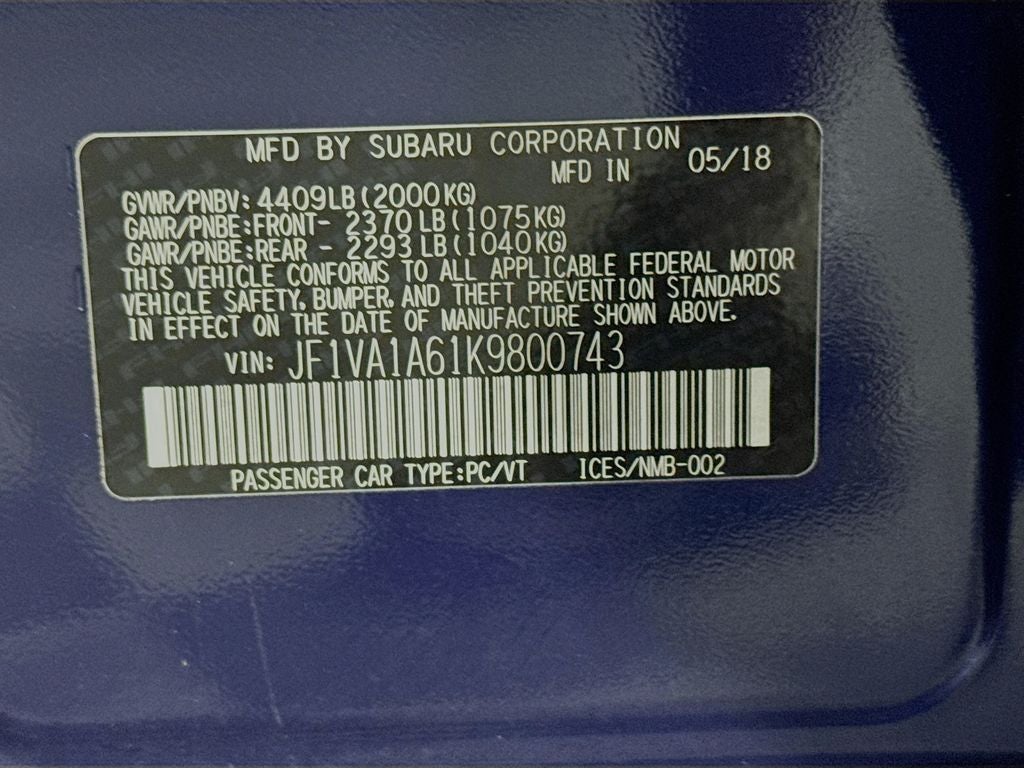 MFD BY SUBARU CORPORATION
MFD IN 05/18
GVWR/PNBV: 4409LB(2000KG)
GAWR/PNBE:FRONT- 2370LB(1075KG)
GAWR/PNBE:REAR - 2293LB(1040KG)
THIS VEHICLE CONFORMS TO ALL APPLICABLE FEDERAL MOTOR
VEHICLE SAFETY, BUMPER, AND THEFT PREVENTION STANDARDS
IN EFFECT ON THE DATE OF MANUFACTURE SHOWN ABOVE.
VIN: JF1VA1A61K9800743
PASSENGER CAR TYPE:PC/VT ICES/NMB-002